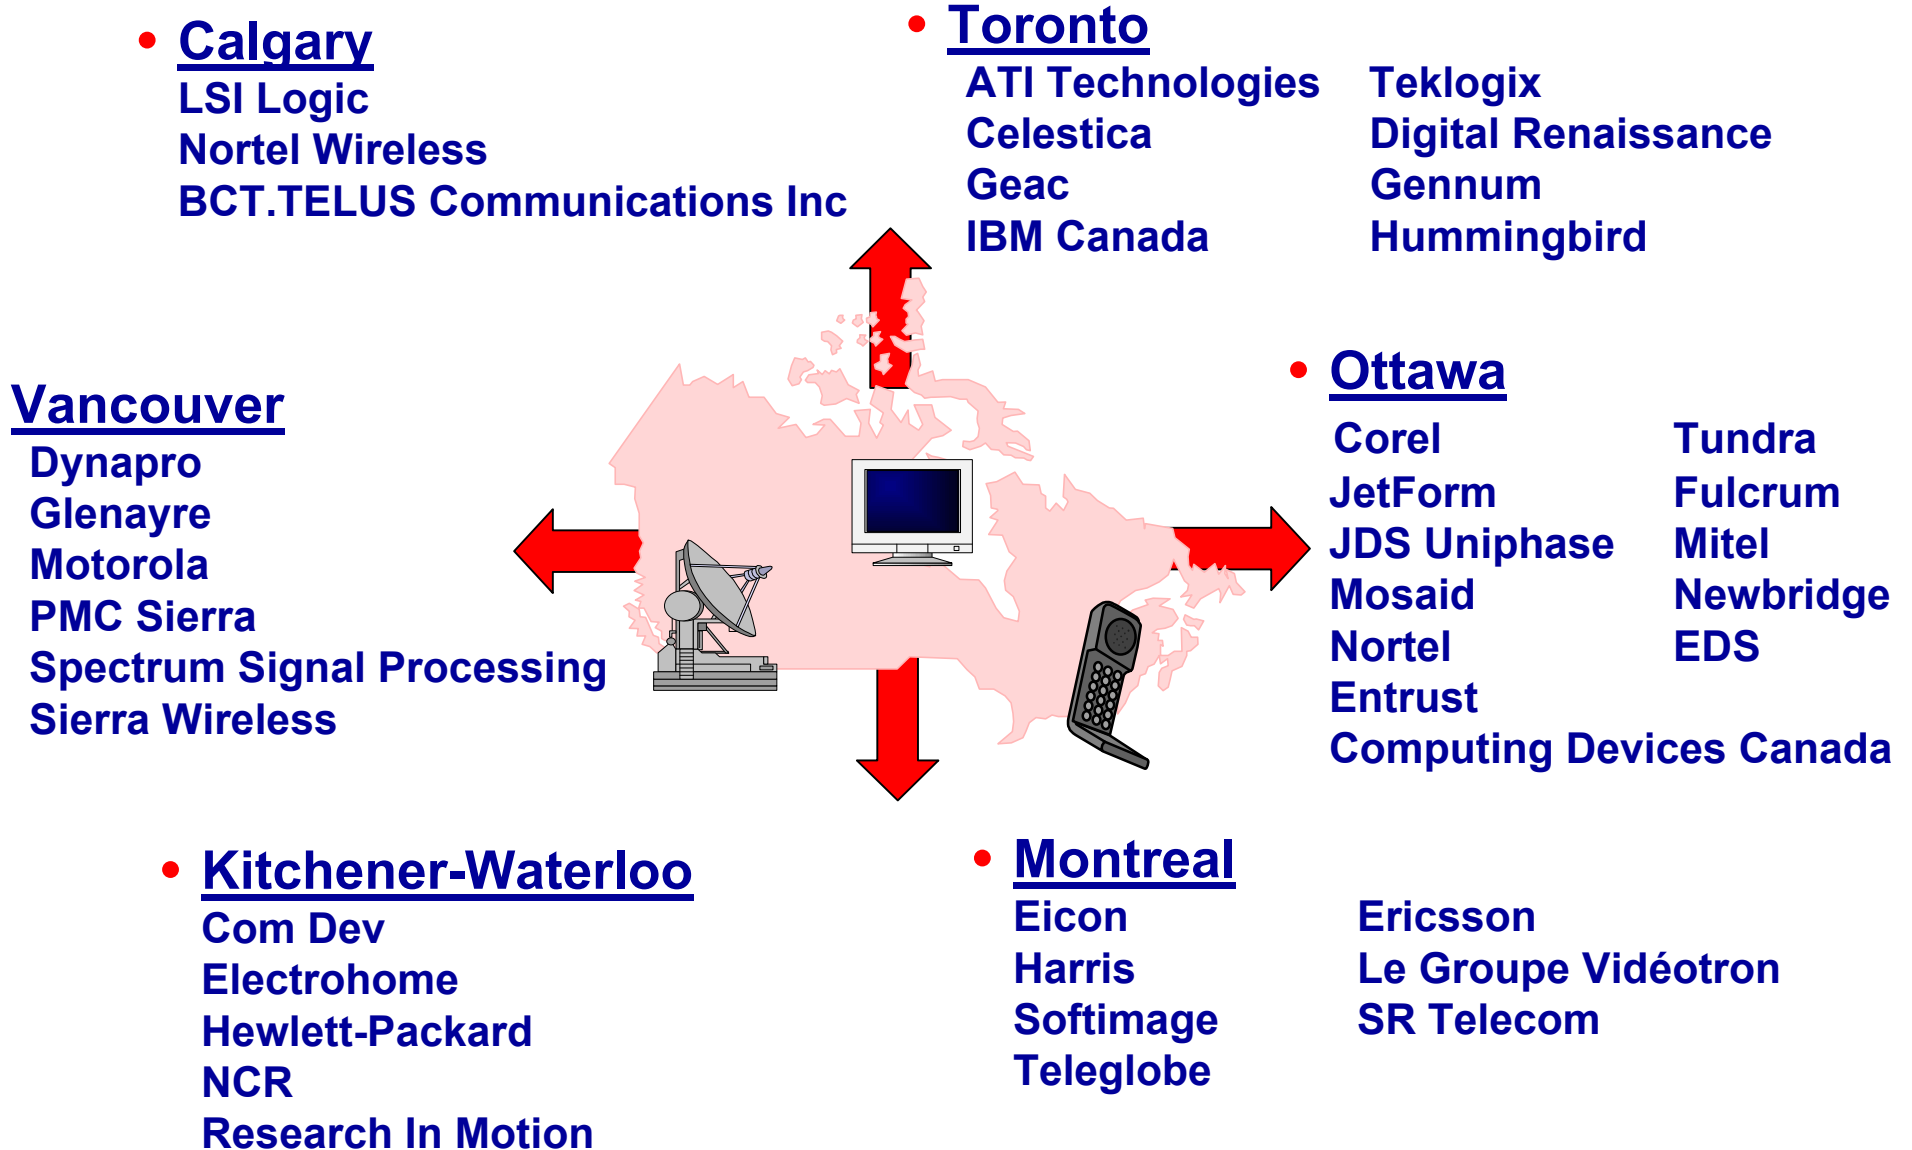 • Calgary
LSI Logic
Nortel Wireless
BCT.TELUS Communications Inc
• Toronto
ATI Technologies
Celestica
Geac
IBM Canada
Teklogix
Digital Renaissance
Gennum
Hummingbird
Vancouver
Dynapro
Glenayre
Motorola
PMC Sierra
Spectrum Signal Processing
Sierra Wireless
• Ottawa
Corel
JetForm
JDS Uniphase
Mosaid
Nortel
Entrust
Computing Devices Canada
Tundra
Fulcrum
Mitel
Newbridge
EDS
• Kitchener-Waterloo
Com Dev
Electrohome
Hewlett-Packard
NCR
Research In Motion
• Montreal
Eicon
Harris
Softimage
Teleglobe
Ericsson
Le Groupe Vidéotron
SR Telecom